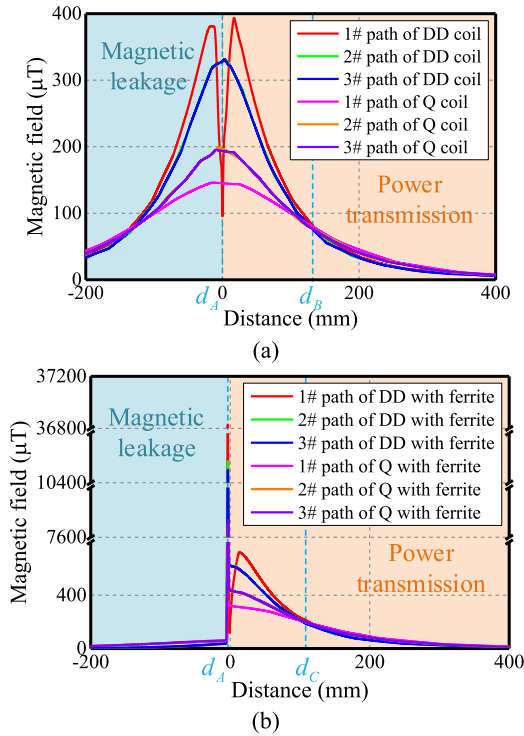 400
300
200
100
0
Magnetic field (μT)
Magnetic
leakage
1# path of DD coil
2# path of DD coil
3# path of DD coil
1# path of Q coil
2# path of Q coil
3# path of Q coil
Power
transmission
-200 0 200 400
d_A d_B
Distance (mm)
(a)
37200
36800
10400
7600
400
0
Magnetic field (μT)
Magnetic
leakage
1# path of DD with ferrite
2# path of DD with ferrite
3# path of DD with ferrite
1# path of Q with ferrite
2# path of Q with ferrite
3# path of Q with ferrite
Power
transmission
-200 0 200 400
d_A d_C
Distance (mm)
(b)